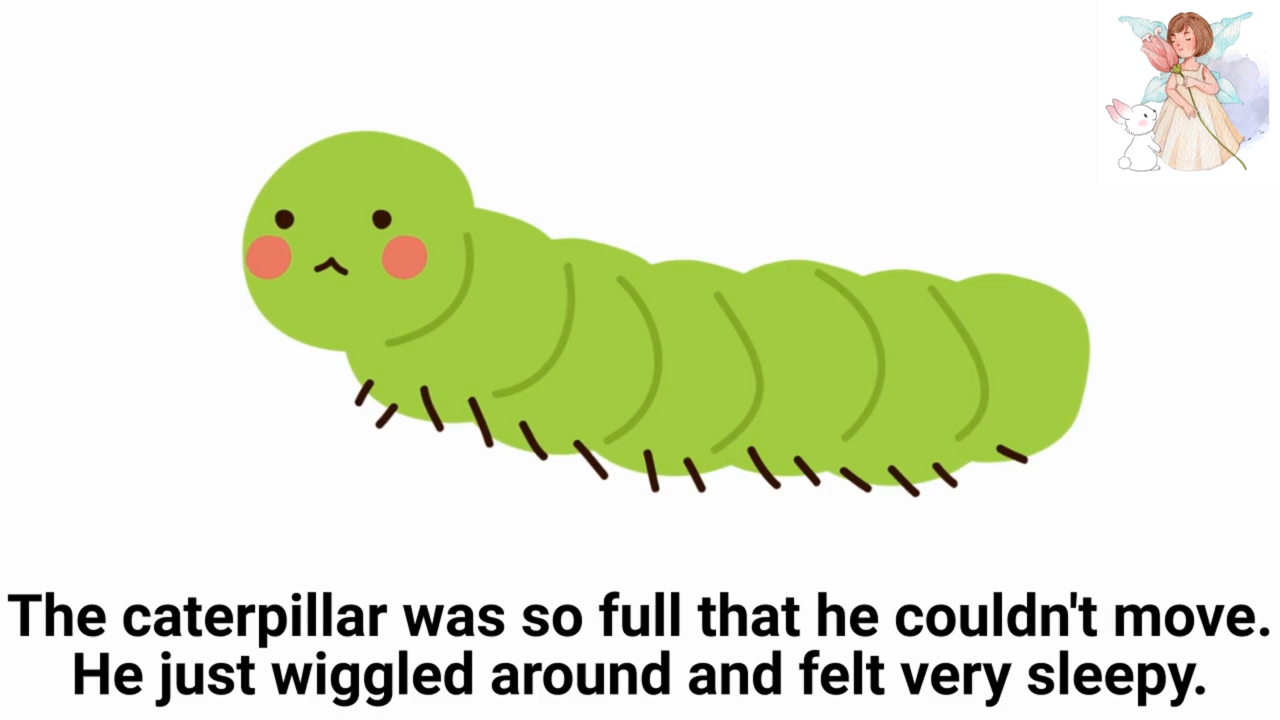 The caterpillar was so full that he couldn't move.
He just wiggled around and felt very sleepy.